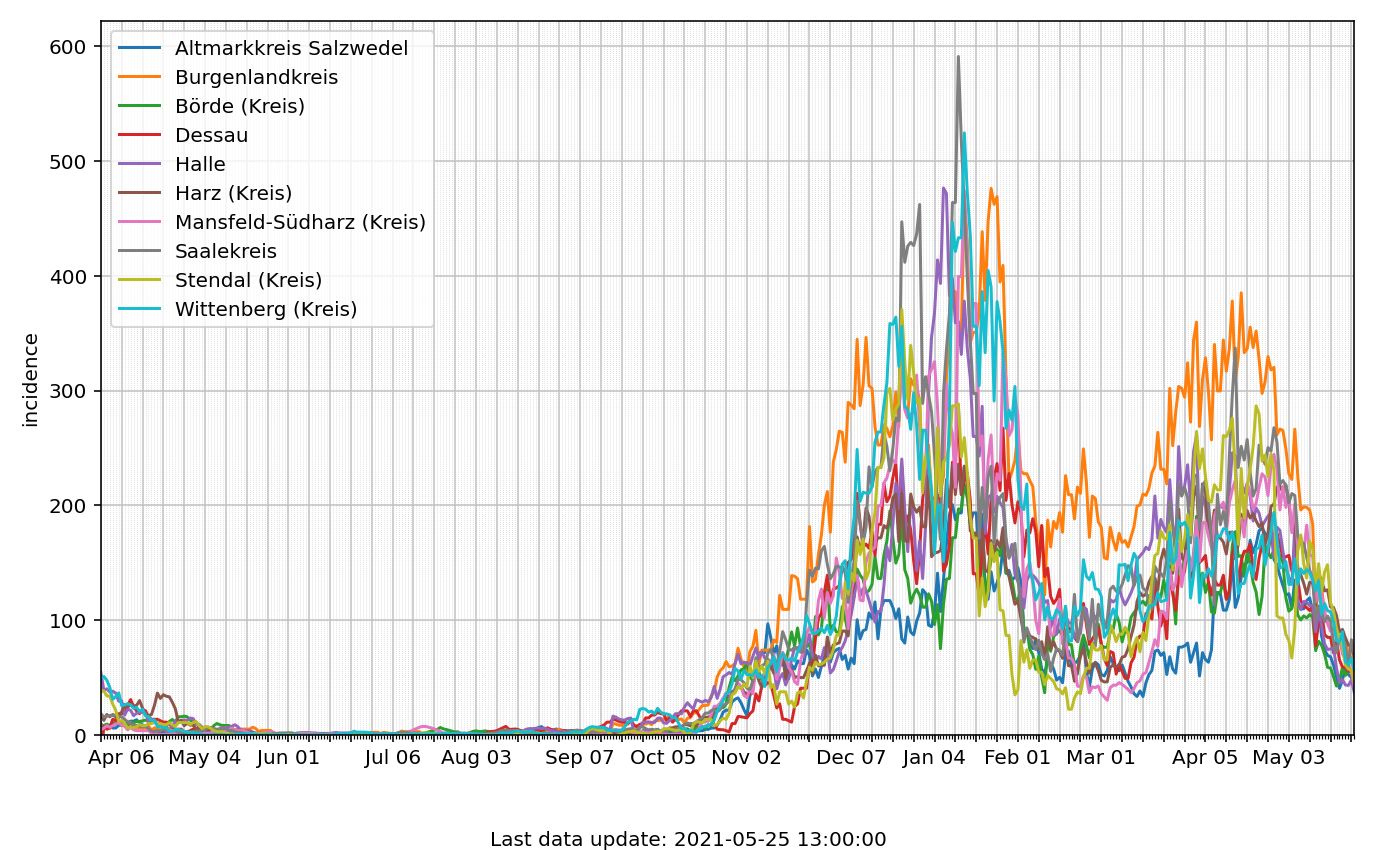 600
500
400
300
200
100
0
incidence
Altmarkkreis Salzwedel
Burgenlandkreis
Börde (Kreis)
Dessau
Halle
Harz (Kreis)
Mansfeld-Südharz (Kreis)
Saalekreis
Stendal (Kreis)
Wittenberg (Kreis)
Apr 06 May 04 Jun 01 Jul 06 Aug 03 Sep 07 Oct 05 Nov 02 Dec 07 Jan 04 Feb 01 Mar 01 Apr 05 May 03
Last data update: 2021-05-25 13:00:00